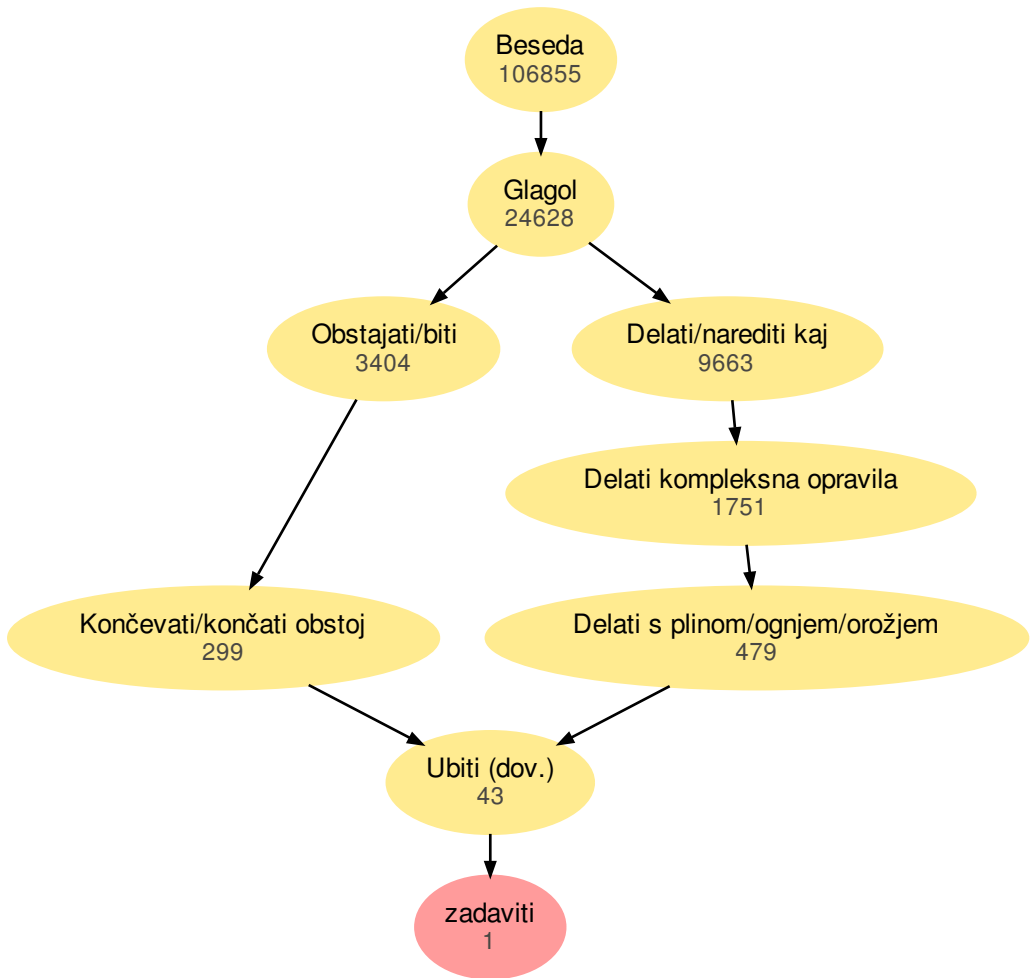 Beseda
106855
Glagol
24628
Obstajati/biti
3404
Delati/narediti kaj
9663
Delati kompleksna opravila
1751
Končevati/končati obstoj
299
Delati s plinom/ognjem/orožjem
479
Ubiti (dov.)
43
zadaviti
1